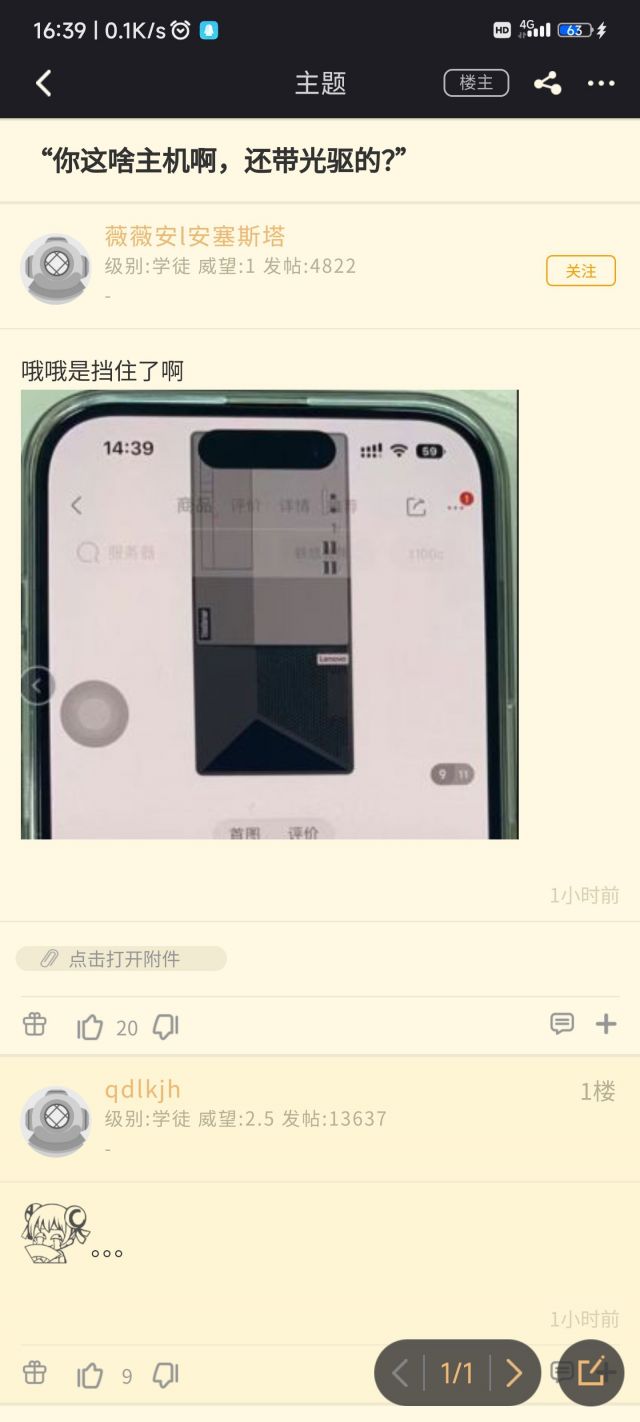 16:39 | 0.1K/s
HD 4G 63
主题
楼主
“你这啥主机啊，还带光驱的?”
薇薇安l安塞斯塔
级别:学徒 威望:1 发帖:4822
-
关注
哦哦是挡住了啊
14:39
59
商品 评价 详情 推荐
1
服务器
Lenovo
9 11
首图 评价
1小时前
点击打开附件
20
qdlkjh
1楼
级别:学徒 威望:2.5 发帖:13637
-
。。。
1小时前
9
1/1